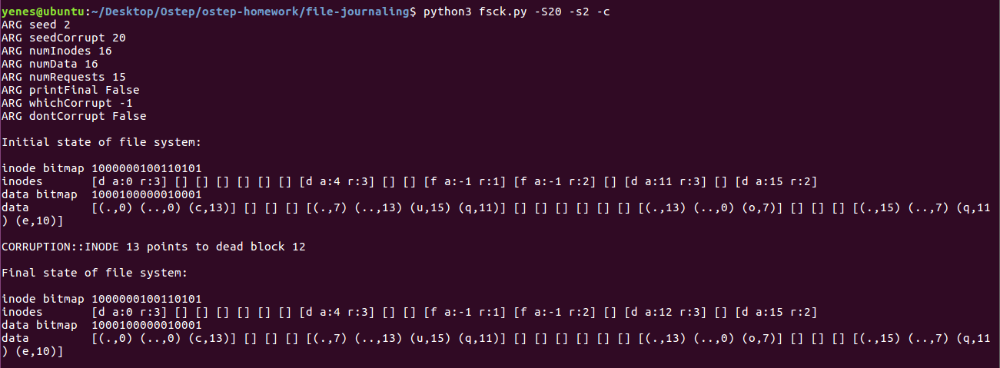 yenes@ubuntu:~/Desktop/Ostep/ostep-homework/file-journaling$ python3 fsck.py -S20 -s2 -c
ARG seed 2
ARG seedCorrupt 20
ARG numInodes 16
ARG numData 16
ARG numRequests 15
ARG printFinal False
ARG whichCorrupt -1
ARG dontCorrupt False
Initial state of file system:
inode bitmap 1000000100110101
inodes       [d a:0 r:3] [] [] [] [] [] [] [d a:4 r:3] [] [] [f a:-1 r:1] [f a:-1 r:2] [] [d a:11 r:3] [] [d a:15 r:2]
data bitmap  1000100000010001
data         [(.,0) (..,0) (c,13)] [] [] [] [(.,7) (..,13) (u,15) (q,11)] [] [] [] [] [] [] [(.,13) (..,0) (o,7)] [] [] [] [(.,15) (..,7) (q,11
) (e,10)]
CORRUPTION::INODE 13 points to dead block 12
Final state of file system:
inode bitmap 1000000100110101
inodes       [d a:0 r:3] [] [] [] [] [] [] [d a:4 r:3] [] [] [f a:-1 r:1] [f a:-1 r:2] [] [d a:12 r:3] [] [d a:15 r:2]
data bitmap  1000100000010001
data         [(.,0) (..,0) (c,13)] [] [] [] [(.,7) (..,13) (u,15) (q,11)] [] [] [] [] [] [] [(.,13) (..,0) (o,7)] [] [] [] [(.,15) (..,7) (q,11
) (e,10)]